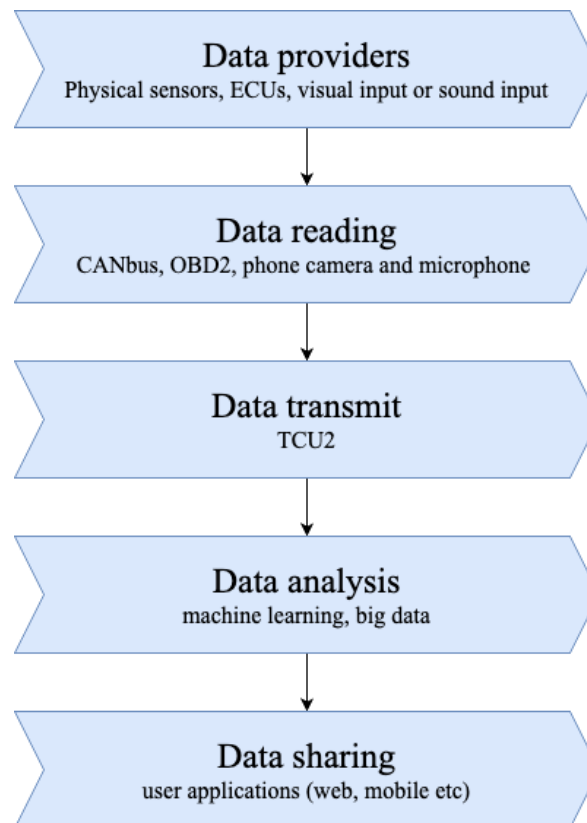 Data providers
Physical sensors, ECUs, visual input or sound input
Data reading
CANbus, OBD2, phone camera and microphone
Data transmit
TCU2
Data analysis
machine learning, big data
Data sharing
user applications (web, mobile etc)